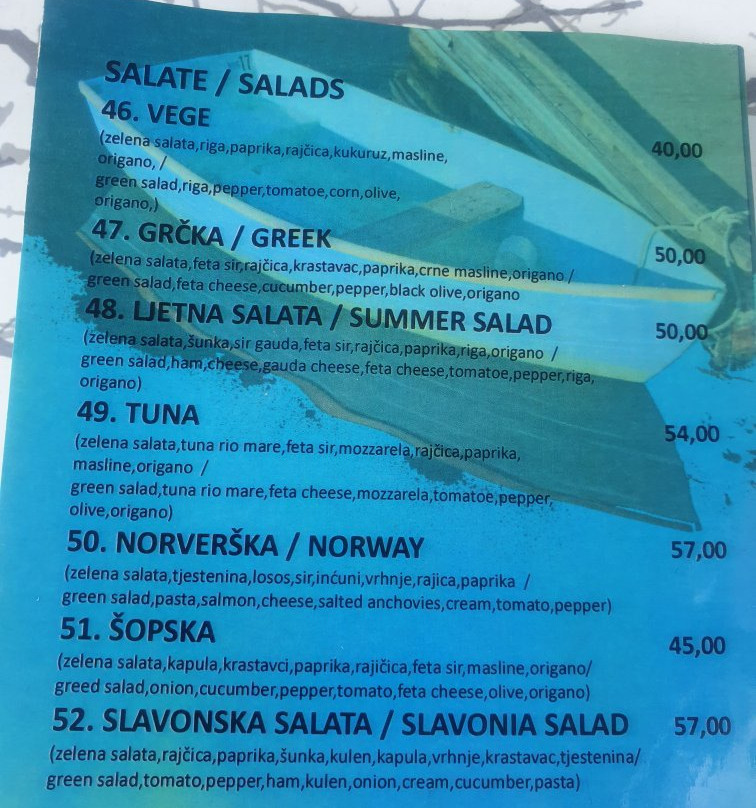 SALATE / SALADS
46. VEGE
(zelena salata,riga,paprika,rajčica,kukuruz,masline, 40,00
origano, /
green salad,riga,pepper,tomatoe,corn,olive,
origano,)
47. GRČKA / GREEK 50,00
(zelena salata,feta sir,rajčica,krastavac,paprika,crne masline,origano /
green salad,feta cheese,cucumber,pepper,black olive,origano
48. LJETNA SALATA / SUMMER SALAD 50,00
(zelena salata,šunka,sir gauda,feta sir,rajčica,paprika,riga,origano /
green salad,ham,cheese,gauda cheese,feta cheese,tomatoe,pepper,riga,
origano)
49. TUNA 54,00
(zelena salata,tuna rio mare,feta sir,mozzarela,rajčica,paprika,
masline,origano /
green salad,tuna rio mare,feta cheese,mozzarela,tomatoe,pepper,
olive,origano)
50. NORVERŠKA / NORWAY 57,00
(zelena salata,tjestenina,losos,sir,inćuni,vrhnje,rajica,paprika /
green salad,pasta,salmon,cheese,salted anchovies,cream,tomato,pepper)
51. ŠOPSKA 45,00
(zelena salata,kapula,krastavci,paprika,rajičica,feta sir,masline,origano/
greed salad,onion,cucumber,pepper,tomato,feta cheese,olive,origano)
52. SLAVONSKA SALATA / SLAVONIA SALAD 57,00
(zelena salata,rajčica,paprika,šunka,kulen,kapula,vrhnje,krastavac,tjestenina/
green salad,tomato,pepper,ham,kulen,onion,cream,cucumber,pasta)